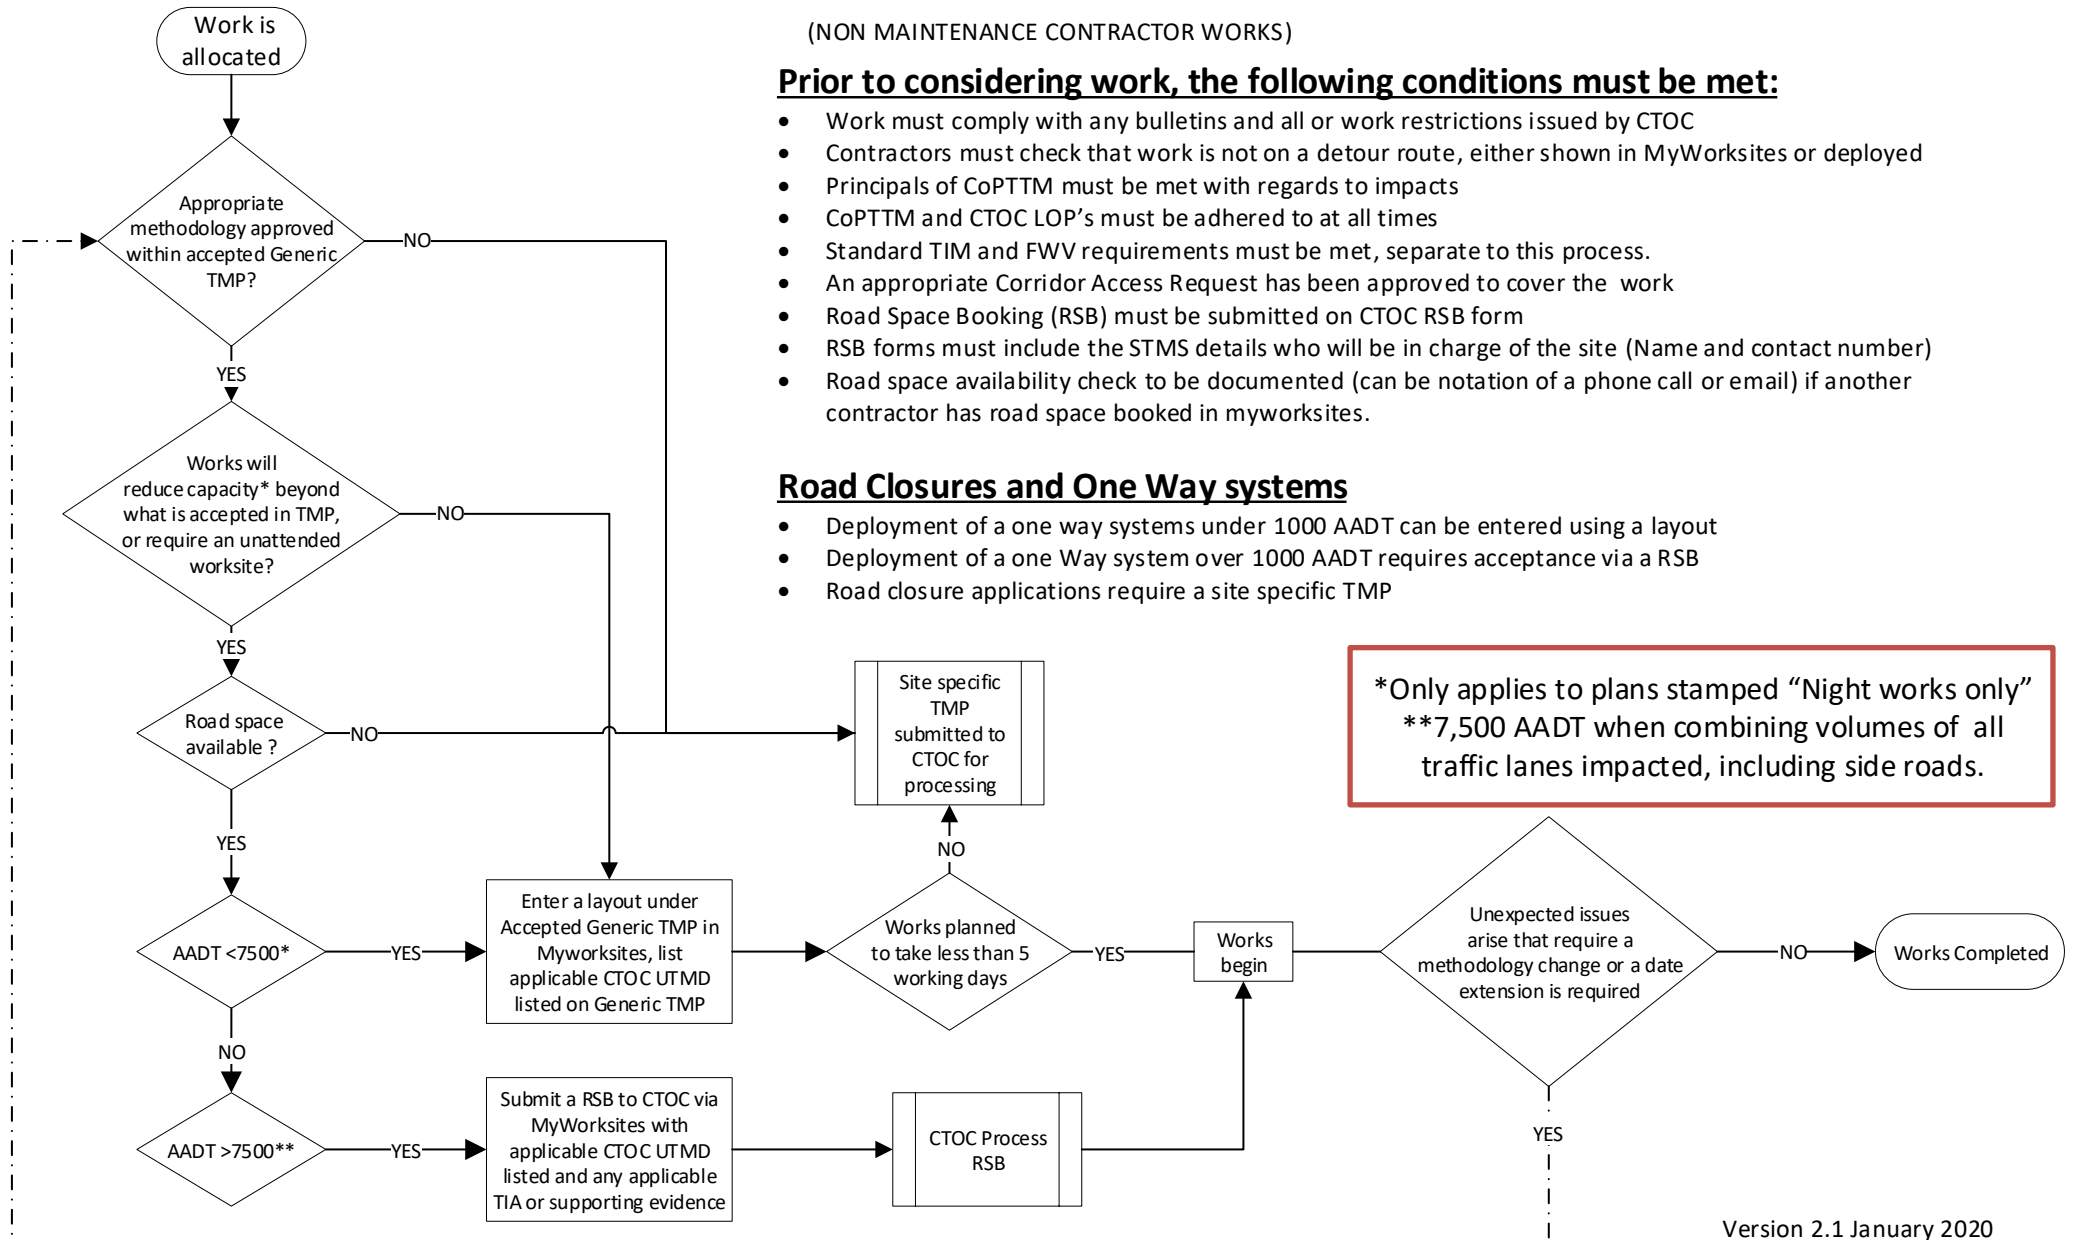 Work is
allocated
(NON MAINTENANCE CONTRACTOR WORKS)
Prior to considering work, the following conditions must be met:
• Work must comply with any bulletins and all or work restrictions issued by CTOC
• Contractors must check that work is not on a detour route, either shown in MyWorksites or deployed
• Principals of CoPTTM must be met with regards to impacts
• CoPTTM and CTOC LOP’s must be adhered to at all times
• Standard TIM and FWV requirements must be met, separate to this process.
• An appropriate Corridor Access Request has been approved to cover the work
• Road Space Booking (RSB) must be submitted on CTOC RSB form
• RSB forms must include the STMS details who will be in charge of the site (Name and contact number)
• Road space availability check to be documented (can be notation of a phone call or email) if another
contractor has road space booked in myworksites.
Road Closures and One Way systems
• Deployment of a one way systems under 1000 AADT can be entered using a layout
• Deployment of a one Way system over 1000 AADT requires acceptance via a RSB
• Road closure applications require a site specific TMP
*Only applies to plans stamped “Night works only”
**7,500 AADT when combining volumes of all
traffic lanes impacted, including side roads.
Appropriate
methodology approved
within accepted Generic
TMP?
NO
YES
Works will
reduce capacity* beyond
what is accepted in TMP,
or require an unattended
worksite?
NO
YES
Road space
available ?
NO
YES
Site specific
TMP
submitted to
CTOC for
processing
NO
AADT <7500*
YES
Enter a layout under
Accepted Generic TMP in
Myworksites, list
applicable CTOC UTMD
listed on Generic TMP
Works planned
to take less than 5
working days
YES
Works
begin
Unexpected issues
arise that require a
methodology change or a date
extension is required
NO
Works Completed
NO
AADT >7500**
YES
Submit a RSB to CTOC via
MyWorksites with
applicable CTOC UTMD
listed and any applicable
TIA or supporting evidence
CTOC Process
RSB
YES
Version 2.1 January 2020